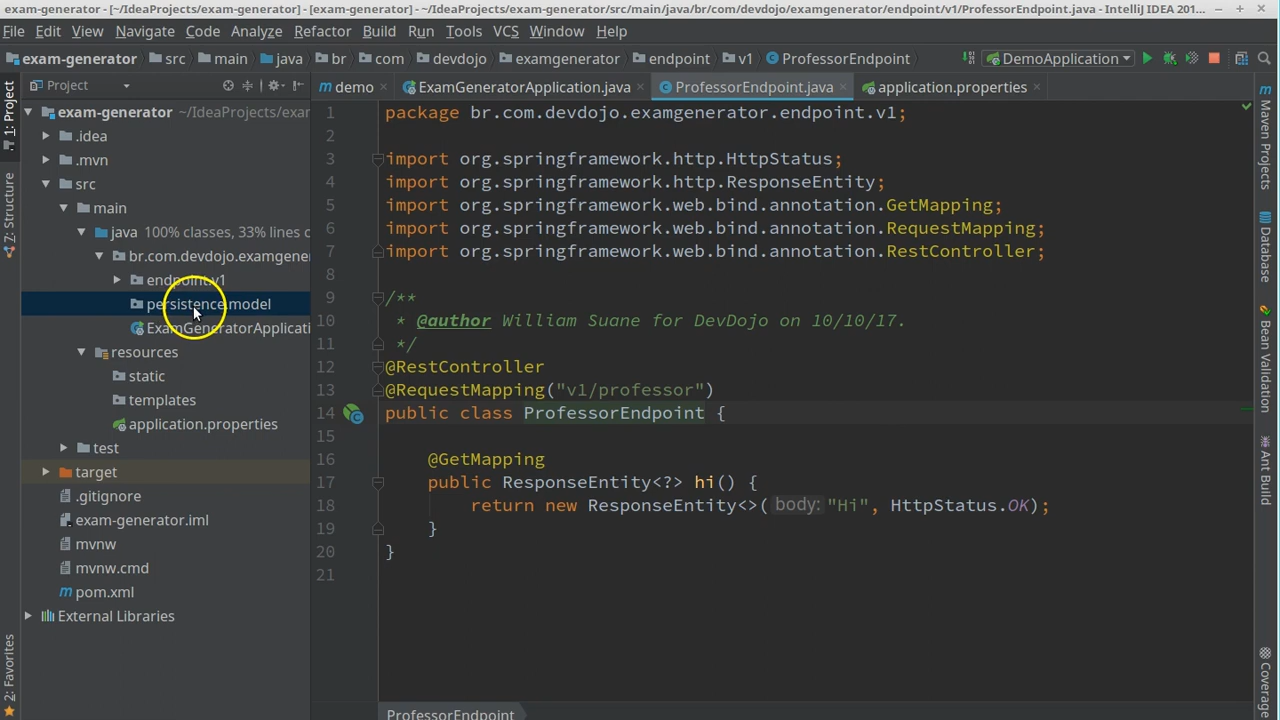 exam-generator - [~/IdeaProjects/exam-generator] - [exam-generator] - ~/IdeaProjects/exam-generator/src/main/java/br/com/devdojo/examgenerator/endpoint/v1/ProfessorEndpoint.java - IntelliJ IDEA 201...
File Edit View Navigate Code Analyze Refactor Build Run Tools VCS Window Help
exam-generator src main java br com devdojo examgenerator endpoint v1 ProfessorEndpoint DemoApplication
Project
demo ExamGeneratorApplication.java ProfessorEndpoint.java application.properties
1: Project
Z: Structure
2: Favorites
exam-generator ~/IdeaProjects/exam
.idea
.mvn
src
main
java 100% classes, 33% lines c
br.com.devdojo.examgene
endpoint.v1
persistence.model
ExamGeneratorApplicati
resources
static
templates
application.properties
test
target
.gitignore
exam-generator.iml
mvnw
mvnw.cmd
pom.xml
External Libraries
1 package br.com.devdojo.examgenerator.endpoint.v1;
2
3 import org.springframework.http.HttpStatus;
4 import org.springframework.http.ResponseEntity;
5 import org.springframework.web.bind.annotation.GetMapping;
6 import org.springframework.web.bind.annotation.RequestMapping;
7 import org.springframework.web.bind.annotation.RestController;
8
9 /**
10 * @author William Suane for DevDojo on 10/10/17.
11 */
12 @RestController
13 @RequestMapping("v1/professor")
14 public class ProfessorEndpoint {
15
16 @GetMapping
17 public ResponseEntity<?> hi() {
18 return new ResponseEntity<>( body: "Hi", HttpStatus.OK);
19 }
20 }
21
ProfessorEndpoint
Maven Projects
Database
Bean Validation
Ant Build
Coverage